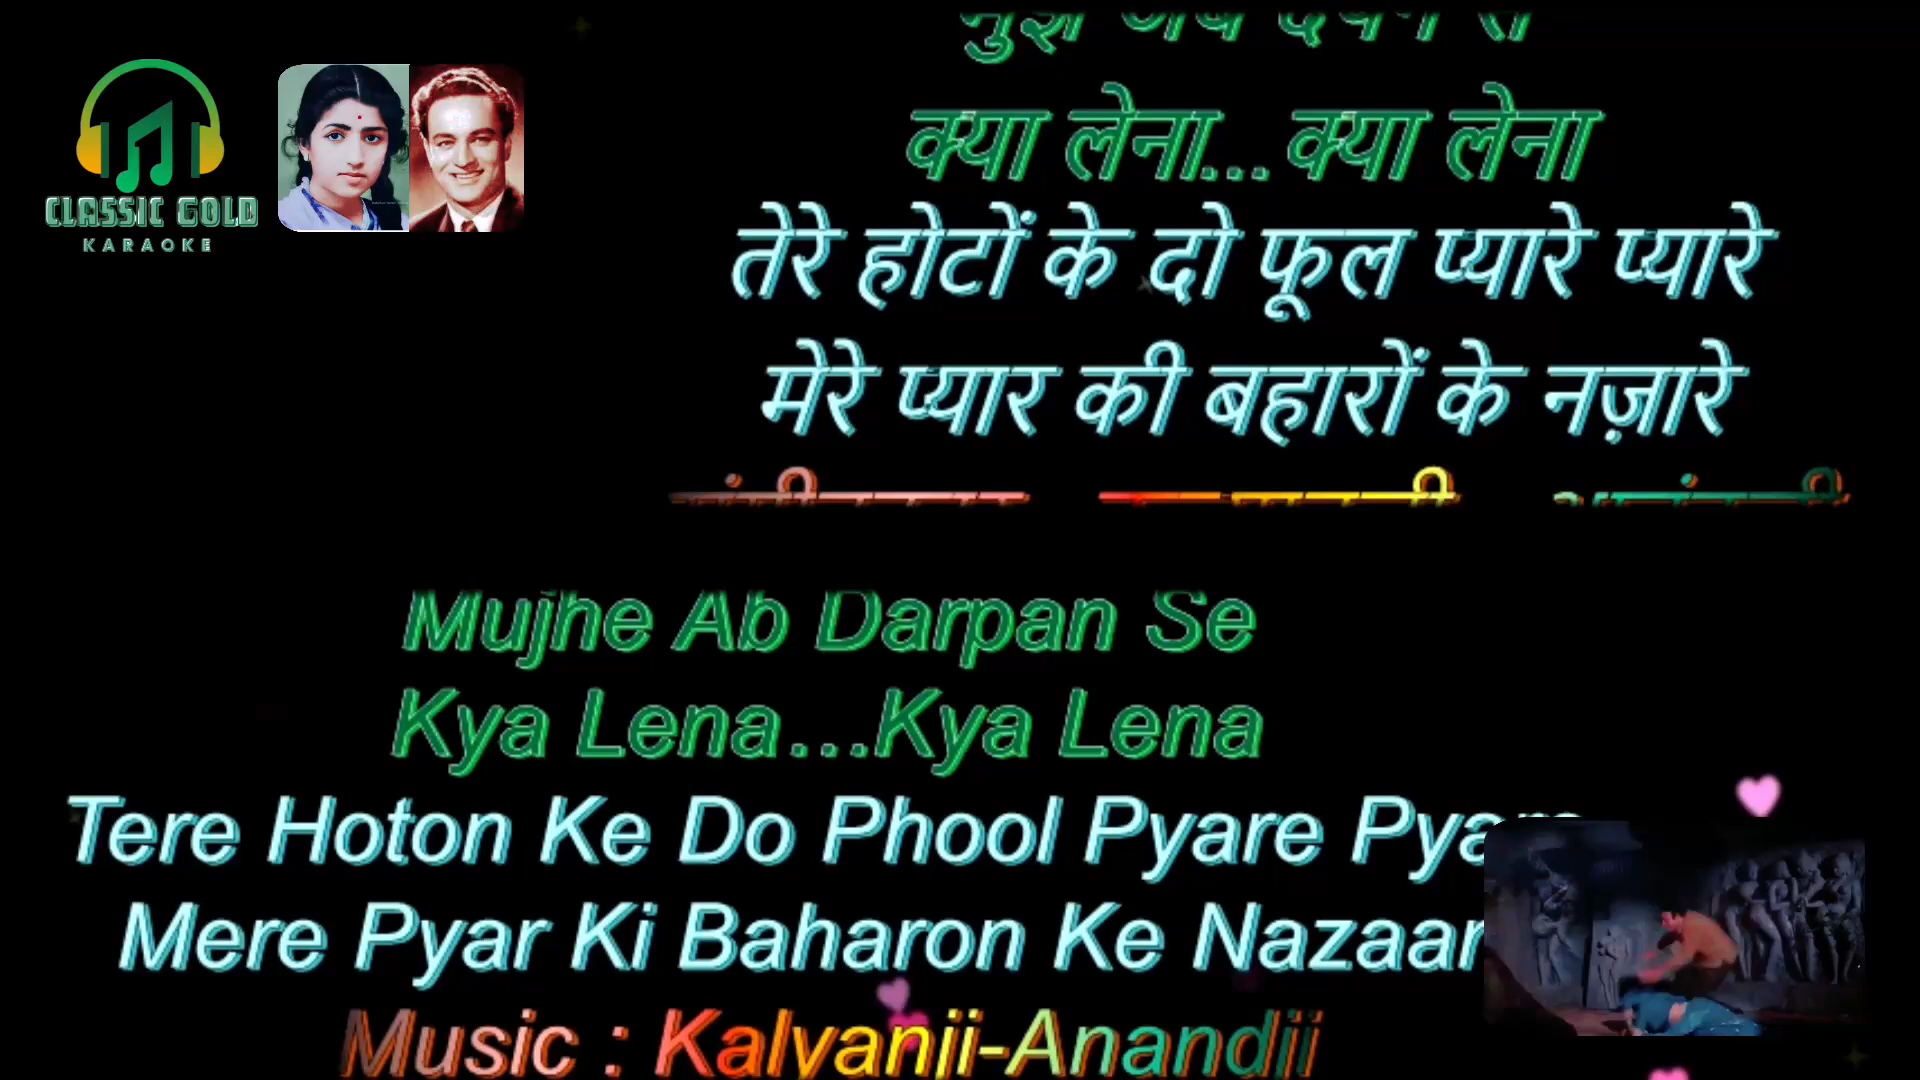 CLASSIC GOLD
KARAOKE
क्या लेना...क्या लेना
तेरे होटों के दो फूल प्यारे प्यारे
मेरे प्यार की बहारों के नज़ारे
Mujhe Ab Darpan Se
Kya Lena...Kya Lena
Tere Hoton Ke Do Phool Pyare
Mere Pyar Ki Baharon Ke
Music : Kalyanji-Anandji